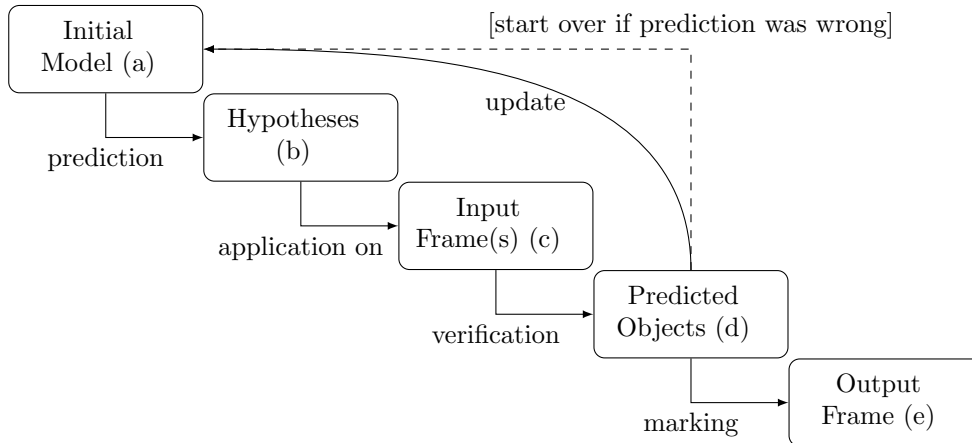 Initial
Model (a)
[start over if prediction was wrong]
update
Hypotheses
(b)
prediction
Input
Frame(s) (c)
application on
Predicted
Objects (d)
verification
Output
Frame (e)
marking